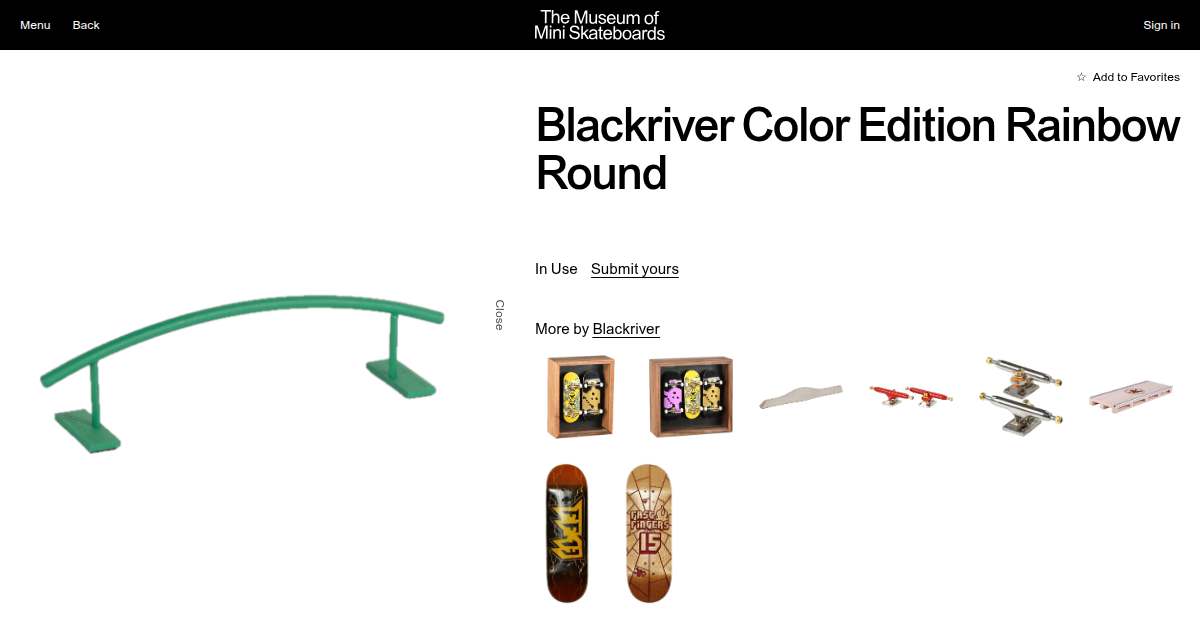 Menu
Back
The Museum of
Mini Skateboards
Sign in
☆ Add to Favorites
Blackriver Color Edition Rainbow
Round
In Use
Submit yours
Close
More by Blackriver
FAST
FINGERS
15